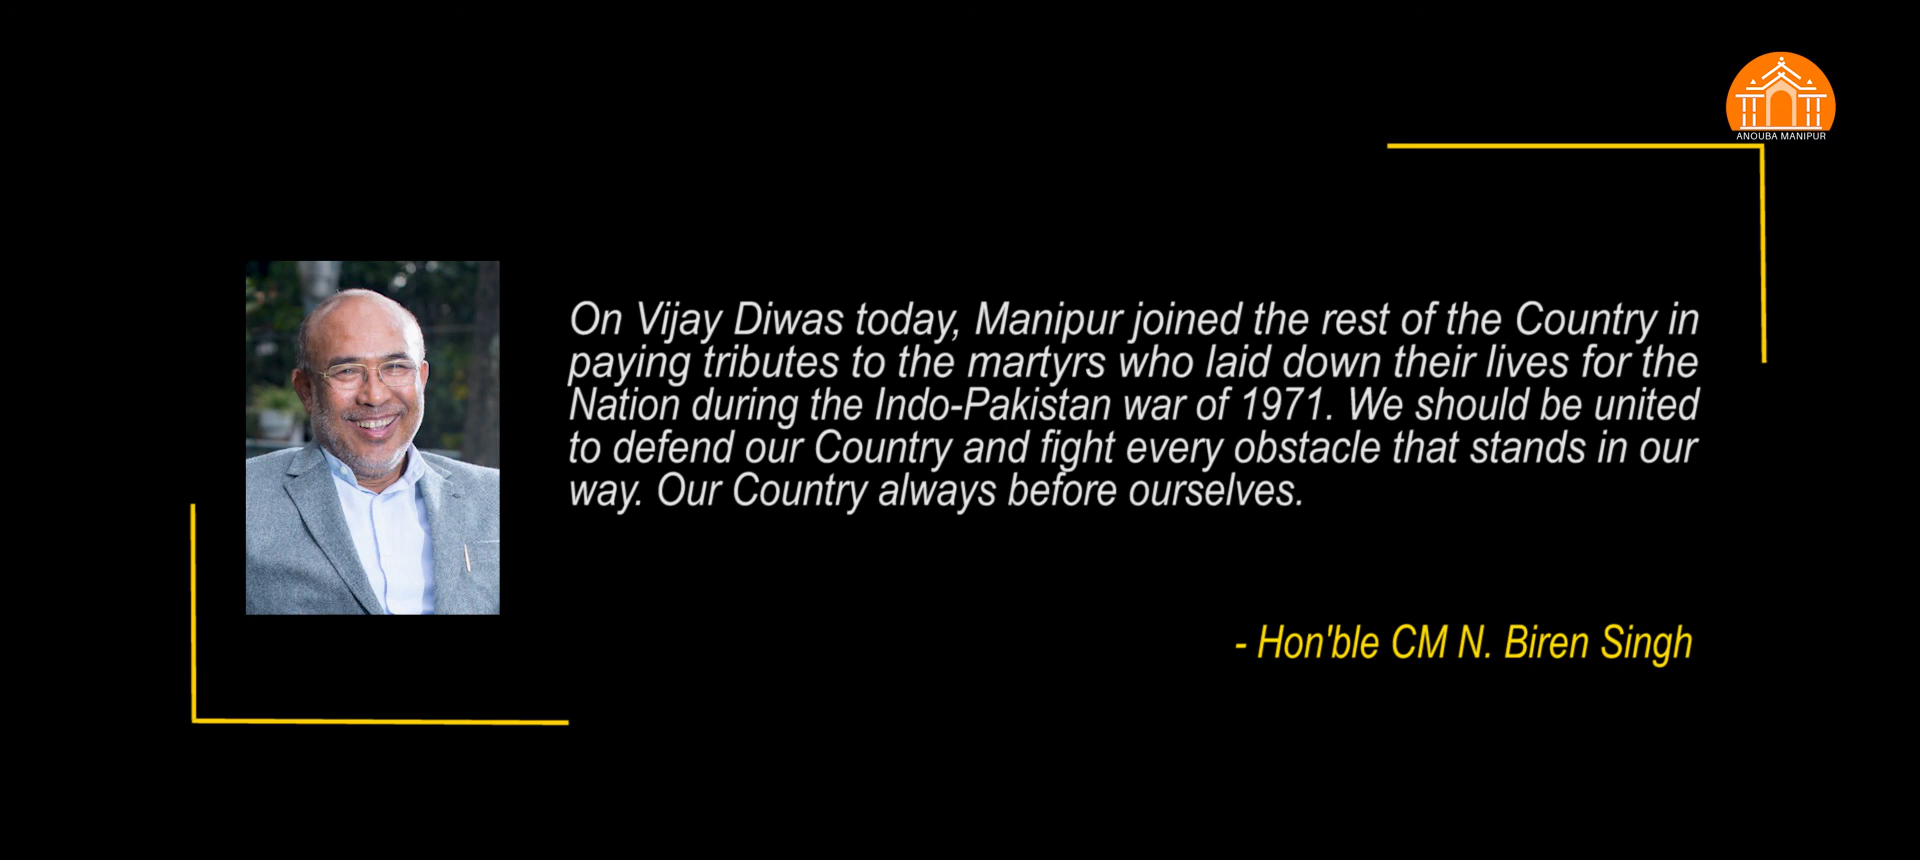 ANOUBA MANIPUR
On Vijay Diwas today, Manipur joined the rest of the Country in
paying tributes to the martyrs who laid down their lives for the
Nation during the Indo-Pakistan war of 1971. We should be united
to defend our Country and fight every obstacle that stands in our
way. Our Country always before ourselves.
- Hon'ble CM N. Biren Singh